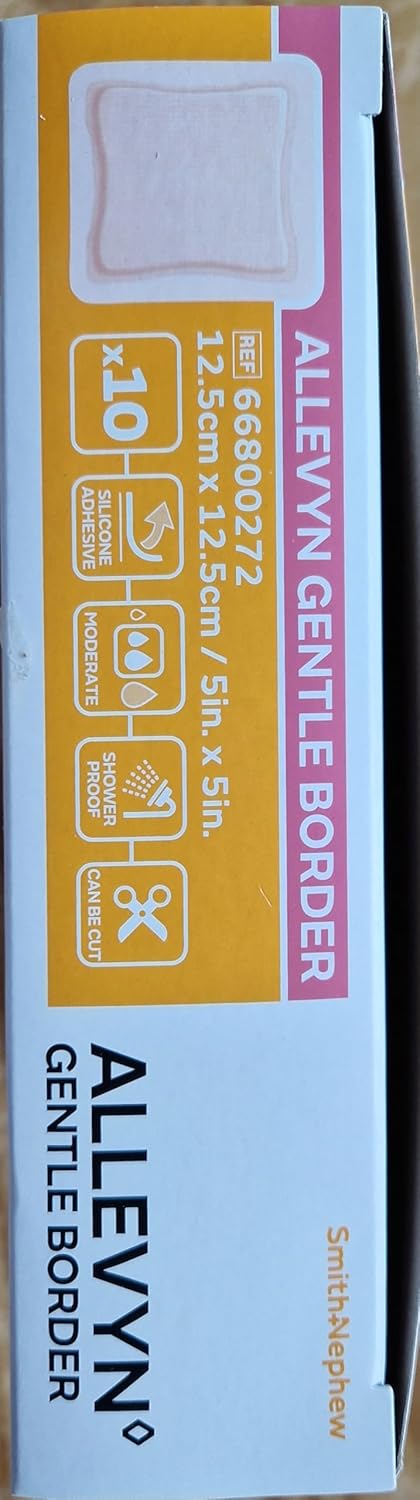 ALLEVYN GENTLE BORDER
REF 66800272
12.5cm x 12.5cm / 5in. x 5in.
x10
SILICONE
ADHESIVE
MODERATE
SHOWER
PROOF
CAN BE CUT
Smith+Nephew
ALLEVYN◊
GENTLE BORDER